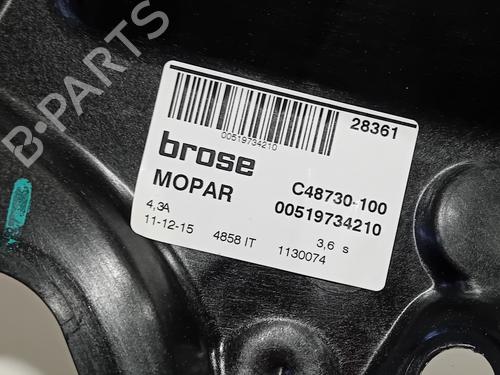 B-PARTS
28361
00519734210
brose
MOPAR
C48730-100
00519734210
4,3A
3,6 s
11-12-15 4858 IT 1130074